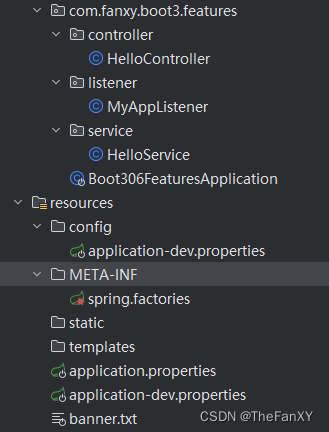 com.fanxy.boot3.features
controller
HelloController
listener
MyAppListener
service
HelloService
Boot306FeaturesApplication
resources
config
application-dev.properties
META-INF
spring.factories
static
templates
application.properties
application-dev.properties
banner.txt
CSDN @TheFanXY